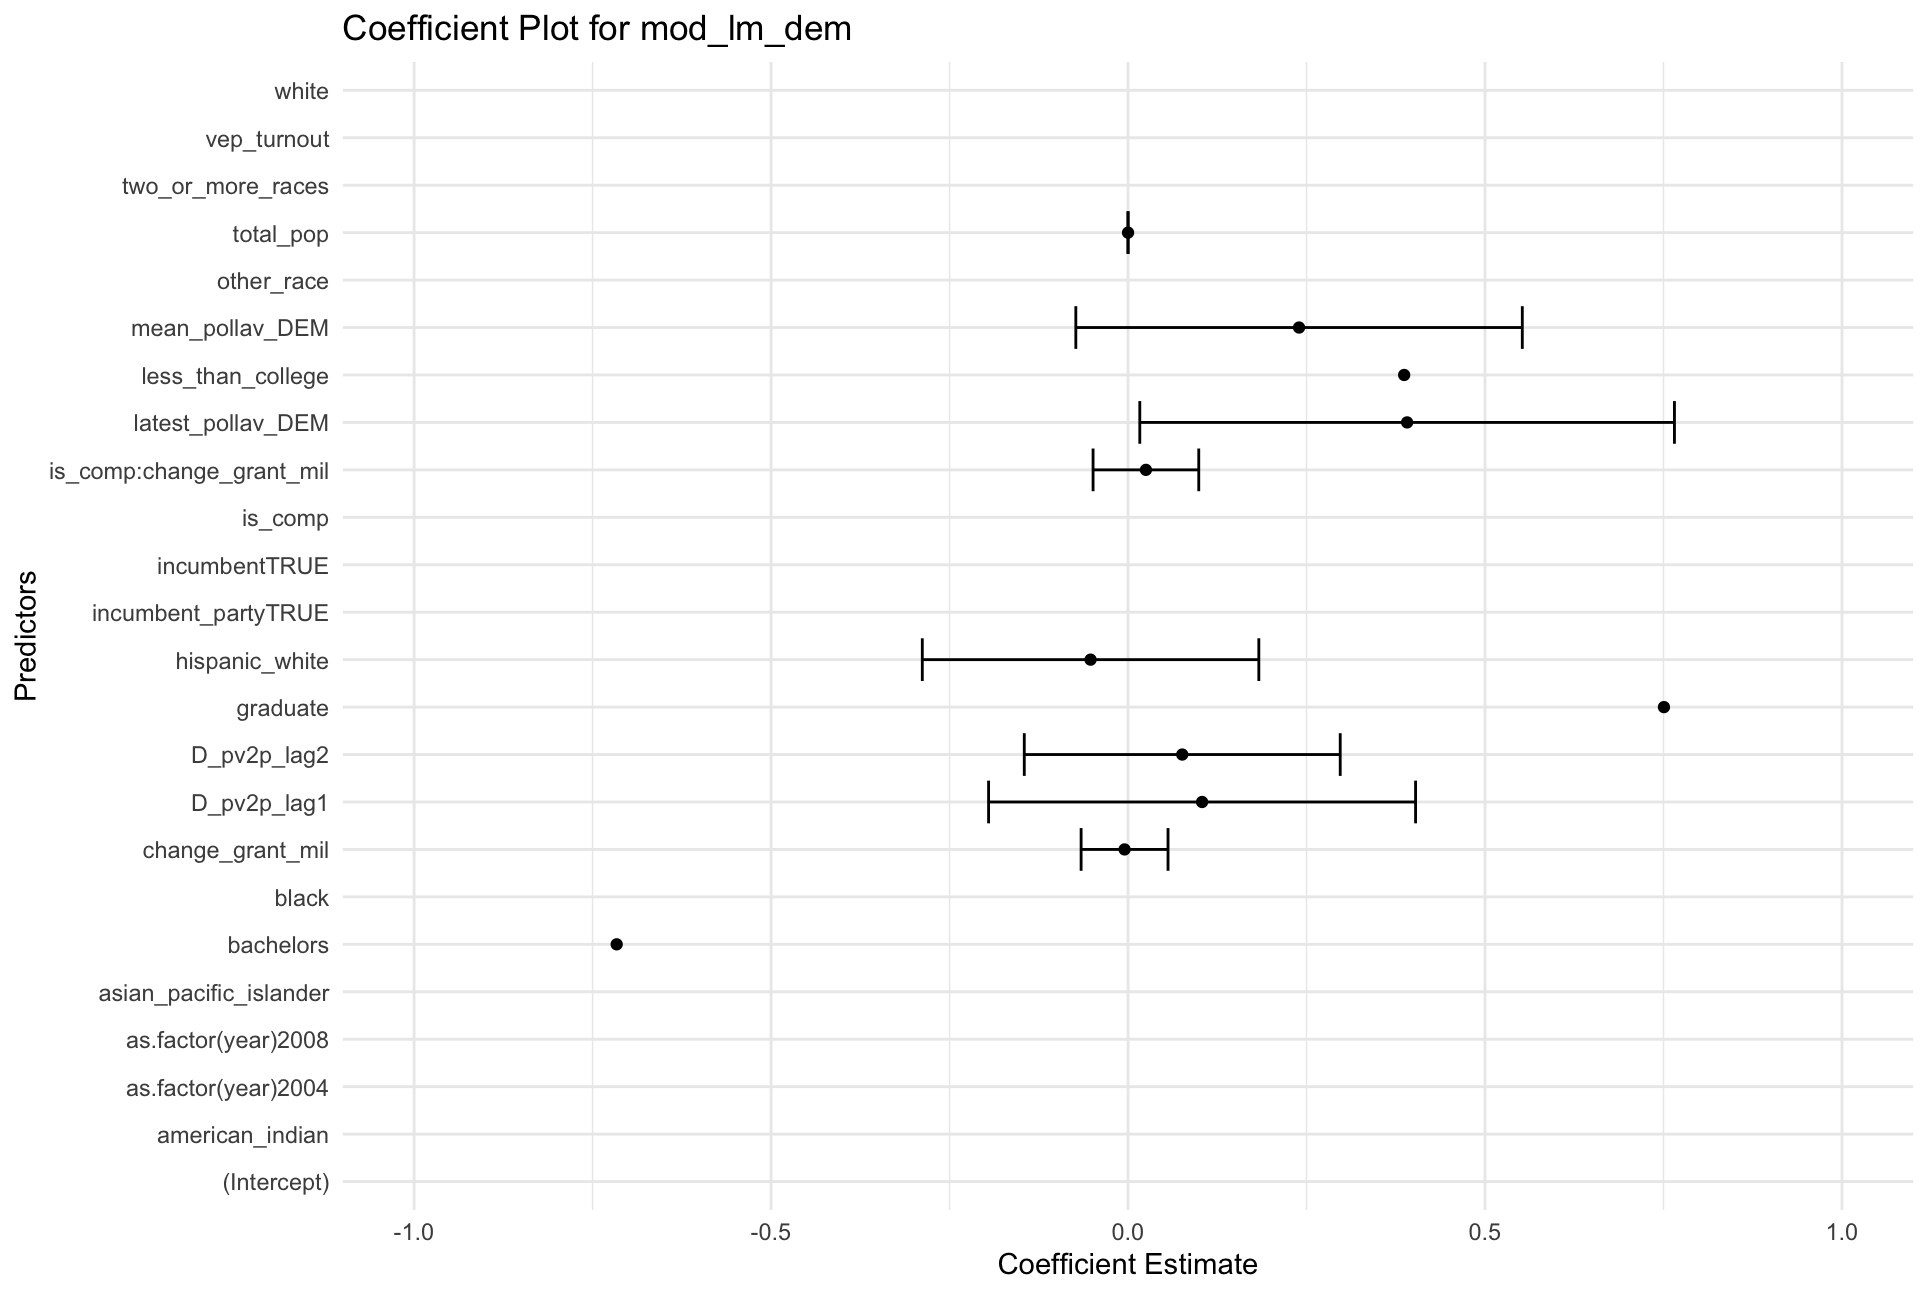 Coefficient Plot for mod_lm_dem
Predictors
white
vep_turnout
two_or_more_races
total_pop
other_race
mean_pollav_DEM
less_than_college
latest_pollav_DEM
is_comp:change_grant_mil
is_comp
incumbentTRUE
incumbent_partyTRUE
hispanic_white
graduate
D_pv2p_lag2
D_pv2p_lag1
change_grant_mil
black
bachelors
asian_pacific_islander
as.factor(year)2008
as.factor(year)2004
american_indian
(Intercept)
-1.0 -0.5 0.0 0.5 1.0
Coefficient Estimate